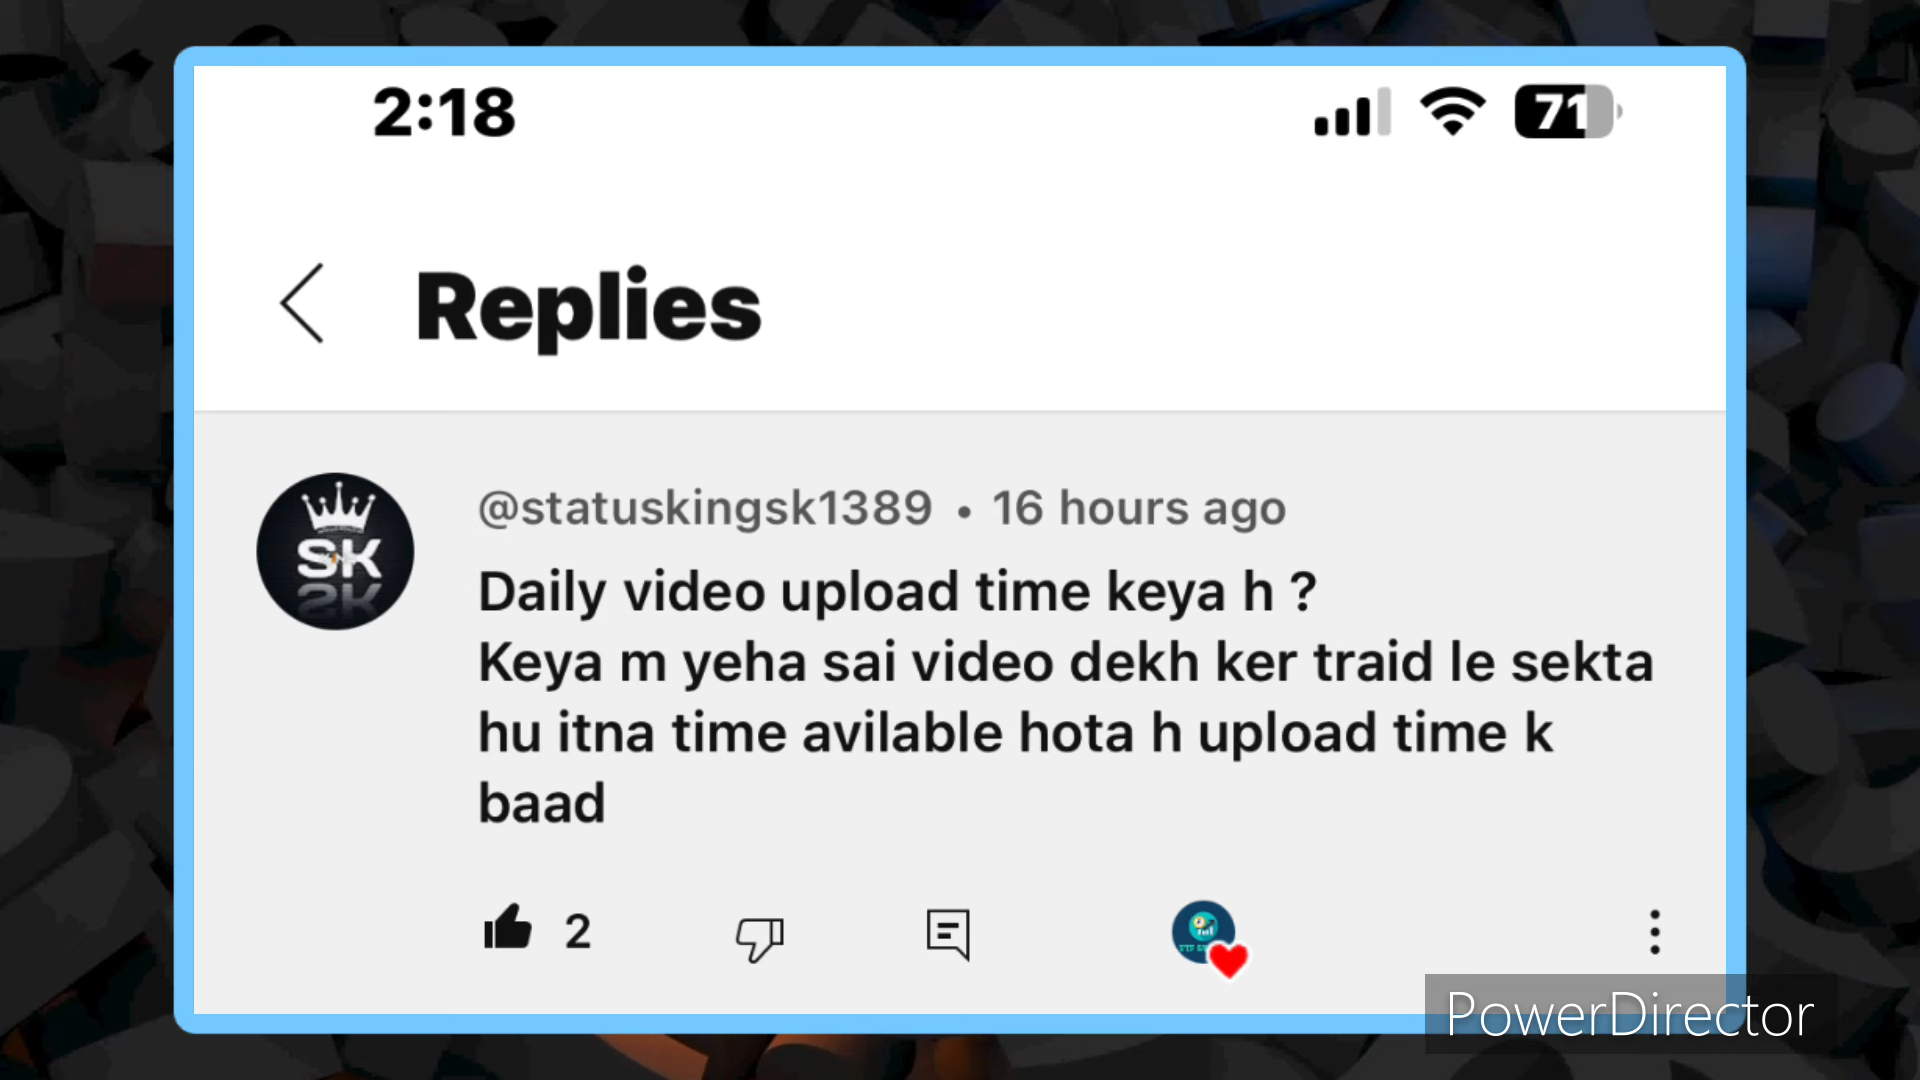 2:18
71
Replies
SK
@statuskingsk1389 • 16 hours ago
Daily video upload time keya h ?
Keya m yeha sai video dekh ker traid le sekta
hu itna time avilable hota h upload time k
baad
2
PowerDirector